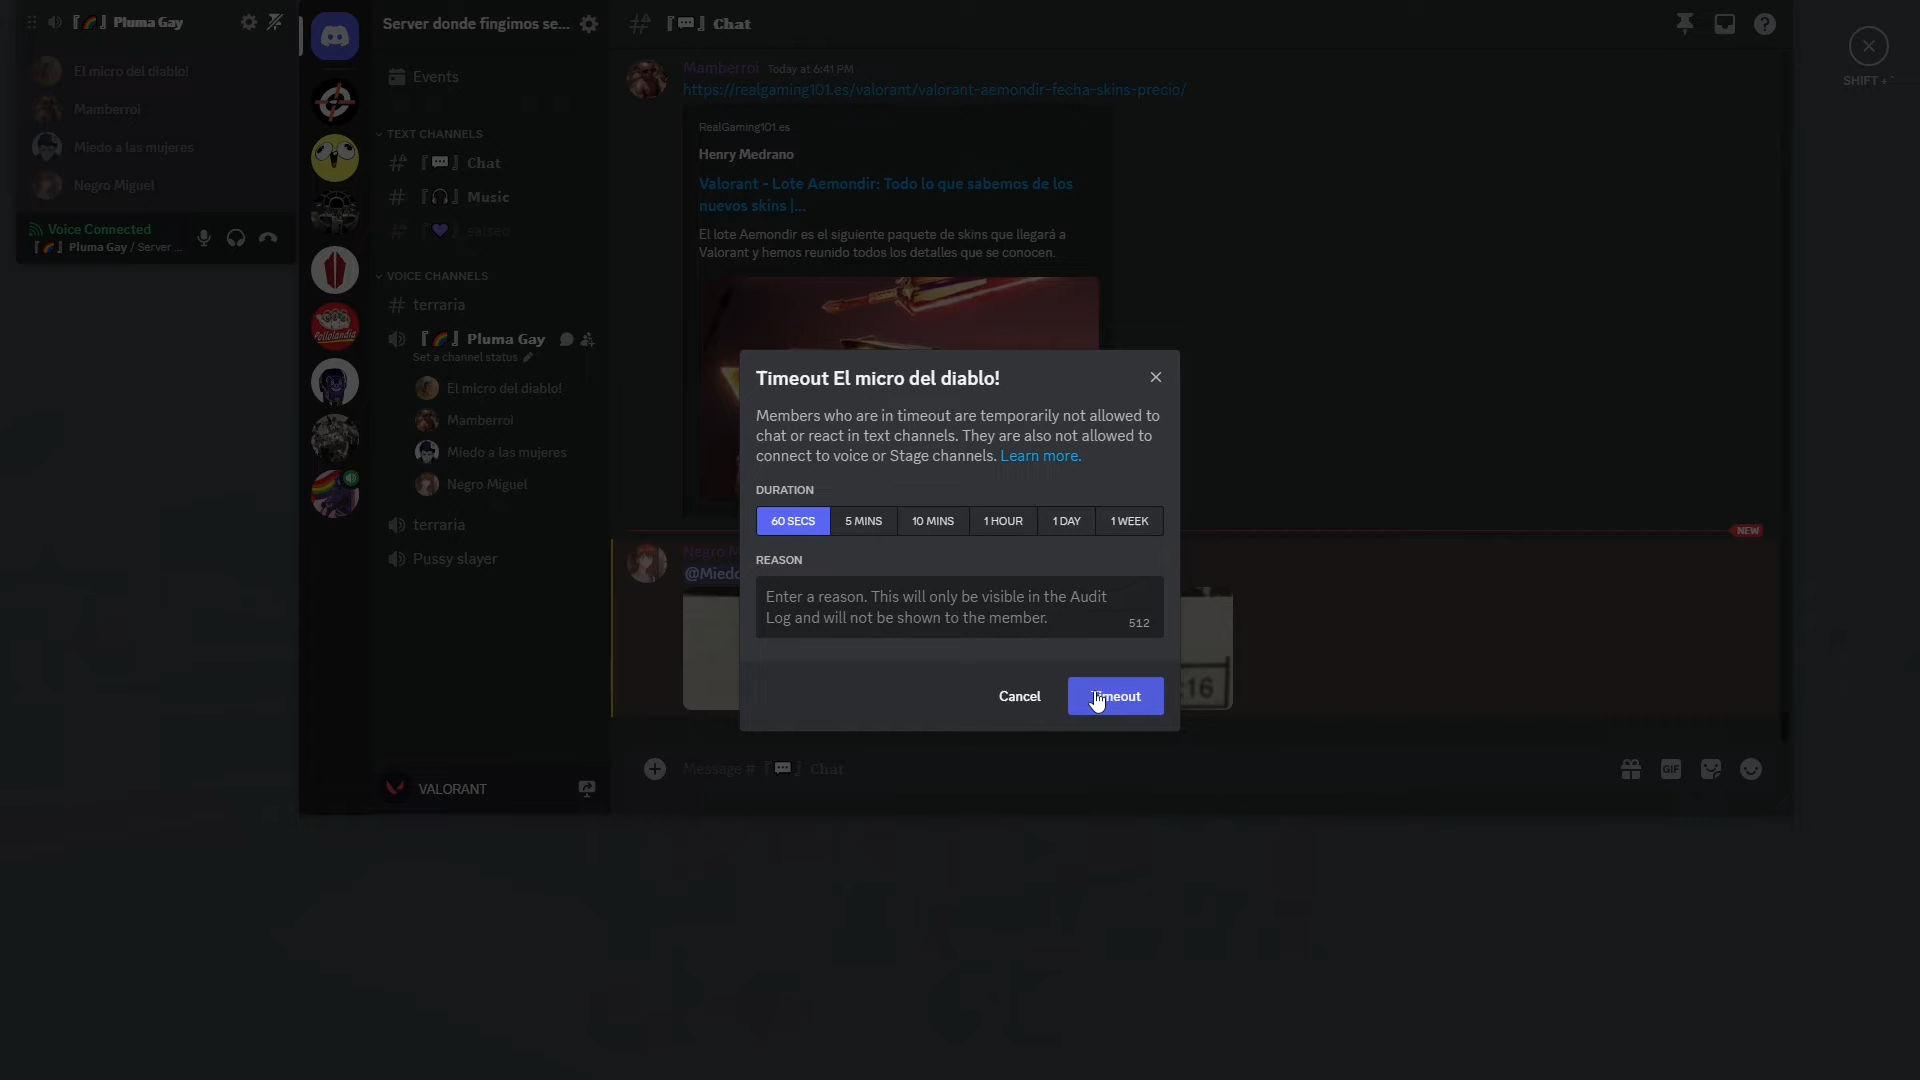 『🌈』 Pluma Gay
El micro del diablo!
Mamberroi
Miedo a las mujeres
Negro Miguel
Voice Connected
『🌈』 Pluma Gay / Server ...
Server donde fingimos se...
Events
TEXT CHANNELS
『💬』 Chat
『🎧』 Music
『💜』 salseo
VOICE CHANNELS
terraria
『🌈』 Pluma Gay
Set a channel status
El micro del diablo!
Mamberroi
Miedo a las mujeres
Negro Miguel
terraria
Pussy slayer
VALORANT
『💬』 Chat
Mamberroi Today at 6:41 PM
https://realgaming101.es/valorant/valorant-aemondir-fecha-skins-precio/
RealGaming101.es
Henry Medrano
Valorant - Lote Aemondir: Todo lo que sabemos de los
nuevos skins |...
El lote Aemondir es el siguiente paquete de skins que llegará a
Valorant y hemos reunido todos los detalles que se conocen.
NEW
Negro M
@Miedo
:16
Message # 『💬』 Chat
GIF
Timeout El micro del diablo!
Members who are in timeout are temporarily not allowed to
chat or react in text channels. They are also not allowed to
connect to voice or Stage channels. Learn more.
DURATION
60 SECS 5 MINS 10 MINS 1 HOUR 1 DAY 1 WEEK
REASON
Enter a reason. This will only be visible in the Audit
Log and will not be shown to the member.
512
Cancel Timeout
SHIFT + `